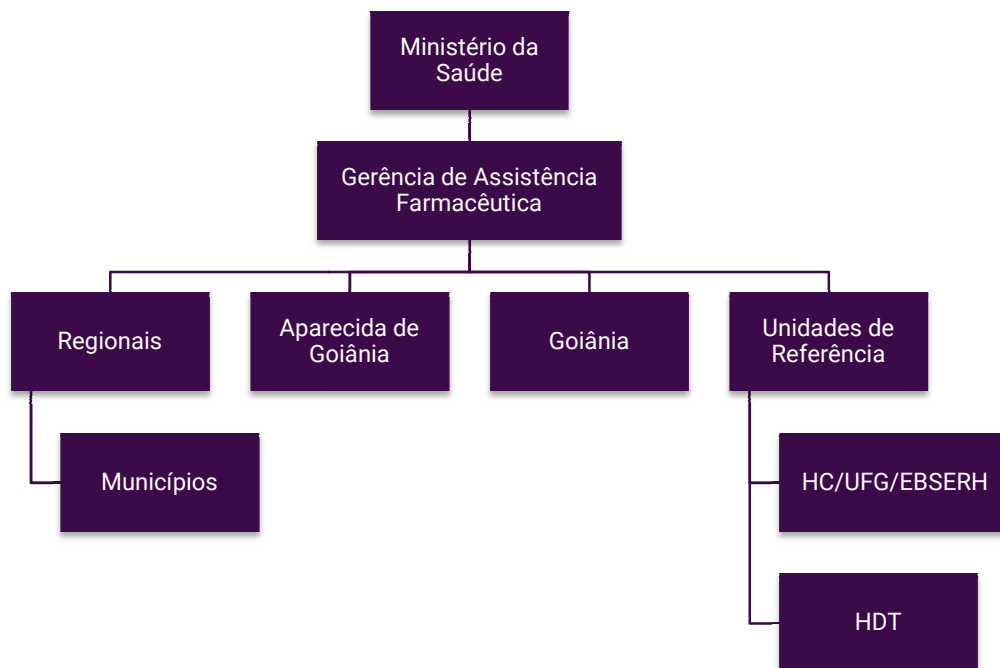 Ministério da
Saúde
Gerência de Assistência
Farmacêutica
Regionais
Aparecida de
Goiânia
Goiânia
Unidades de
Referência
Municípios
HC/UFG/EBSERH
HDT